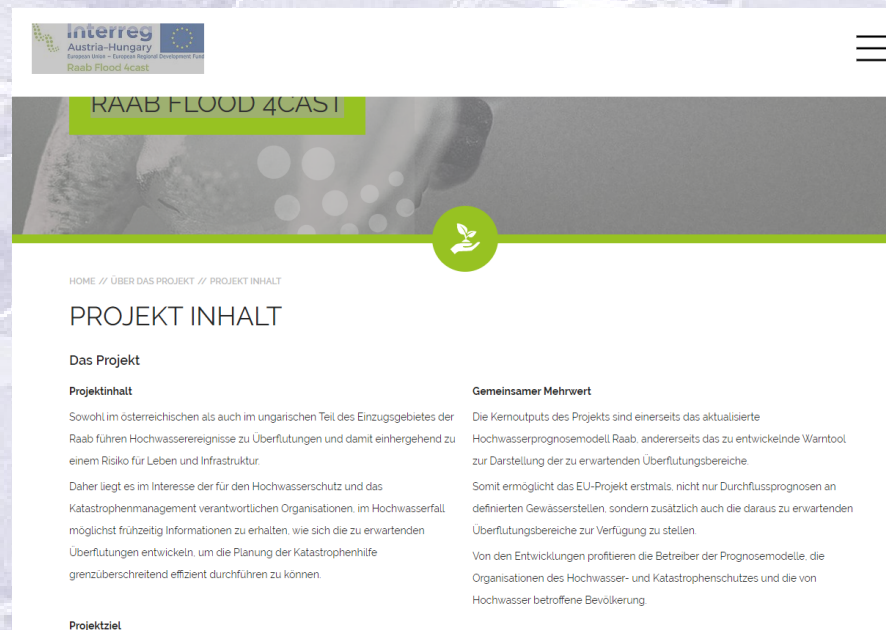 Interreg
Austria-Hungary
European Union – European Regional Development Fund
Raab Flood 4cast
RAAB FLOOD 4CAST
HOME // ÜBER DAS PROJEKT // PROJEKT INHALT
PROJEKT INHALT
Das Projekt
Projektinhalt
Sowohl im österreichischen als auch im ungarischen Teil des Einzugsgebietes der
Raab führen Hochwasserereignisse zu Überflutungen und damit einhergehend zu
einem Risiko für Leben und Infrastruktur.
Daher liegt es im Interesse der für den Hochwasserschutz und das
Katastrophenmanagement verantwortlichen Organisationen, im Hochwasserfall
möglichst frühzeitig Informationen zu erhalten, wie sich die zu erwartenden
Überflutungen entwickeln, um die Planung der Katastrophenhilfe
grenzüberschreitend effizient durchführen zu können.
Projektziel
Gemeinsamer Mehrwert
Die Kernoutputs des Projekts sind einerseits das aktualisierte
Hochwasserprognosemodell Raab, andererseits das zu entwickelnde Warntool
zur Darstellung der zu erwartenden Überflutungsbereiche.
Somit ermöglicht das EU-Projekt erstmals, nicht nur Durchflussprognosen an
definierten Gewässerstellen, sondern zusätzlich auch die daraus zu erwartenden
Überflutungsbereiche zur Verfügung zu stellen.
Von den Entwicklungen profitieren die Betreiber der Prognosemodelle, die
Organisationen des Hochwasser- und Katastrophenschutzes und die von
Hochwasser betroffene Bevölkerung.